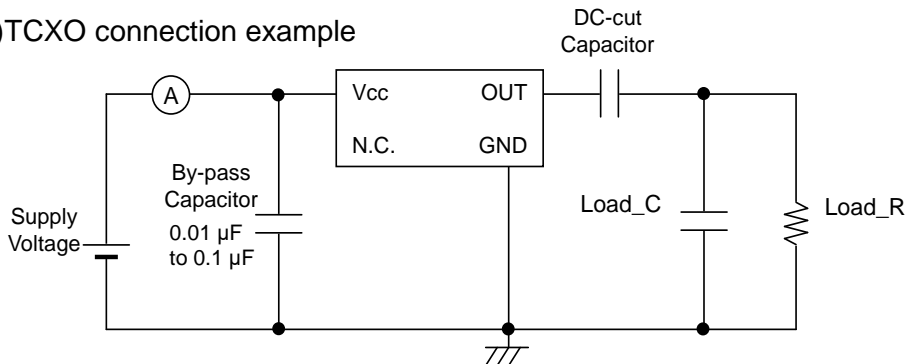 )TCXO connection example
DC-cut
Capacitor
A
Vcc
OUT
N.C.
GND
By-pass
Capacitor
0.01 µF
to 0.1 µF
Supply
Voltage
Load_C
Load_R